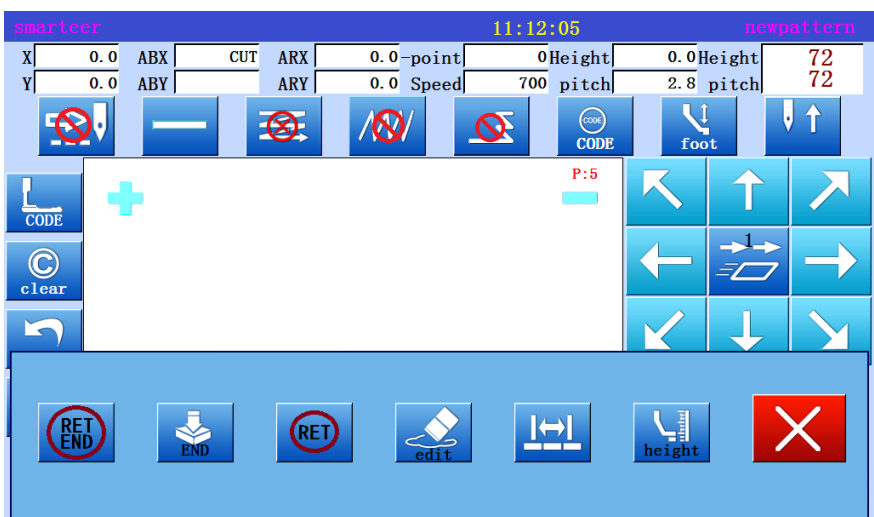 smarteer 11:12:05 newpattern
X 0.0 ABX CUT ARX 0.0 -point 0 Height 0.0 Height 72
Y 0.0 ABY ARY 0.0 Speed 700 pitch 2.8 pitch 72
CODE
CODE foot
P:5
CODE
1
clear
RET
END
END
RET
edit
height